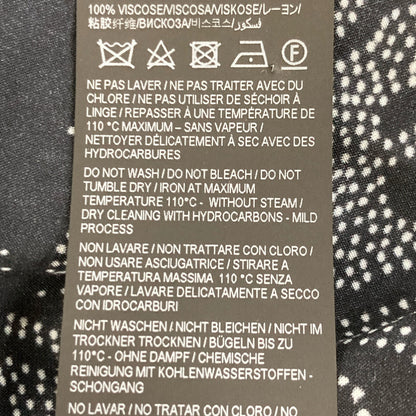 100% VISCOSE/VISCOSA/VISKOSE/レーヨン/
粘胶纤维/ВИСКОЗА/비스코스/فسكوز
F
NE PAS LAVER / NE PAS TRAITER AVEC DU
CHLORE / NE PAS UTILISER DE SÉCHOIR À
LINGE / REPASSER À UNE TEMPÉRATURE DE
110 °C MAXIMUM – SANS VAPEUR /
NETTOYER DÉLICATEMENT À SEC AVEC DES
HYDROCARBURES
DO NOT WASH / DO NOT BLEACH / DO NOT
TUMBLE DRY / IRON AT MAXIMUM
TEMPERATURE 110°C - WITHOUT STEAM /
DRY CLEANING WITH HYDROCARBONS - MILD
PROCESS
NON LAVARE / NON TRATTARE CON CLORO /
NON USARE ASCIUGATRICE / STIRARE A
TEMPERATURA MASSIMA 110 °C SENZA
VAPORE / LAVARE DELICATAMENTE A SECCO
CON IDROCARBURI
NICHT WASCHEN / NICHT BLEICHEN / NICHT IM
TROCKNER TROCKNEN / BÜGELN BIS ZU
110°C - OHNE DAMPF / CHEMISCHE
REINIGUNG MIT KOHLENWASSERSTOFFEN -
SCHONGANG
NO LAVAR / NO TRATAR CON CLORO / NO